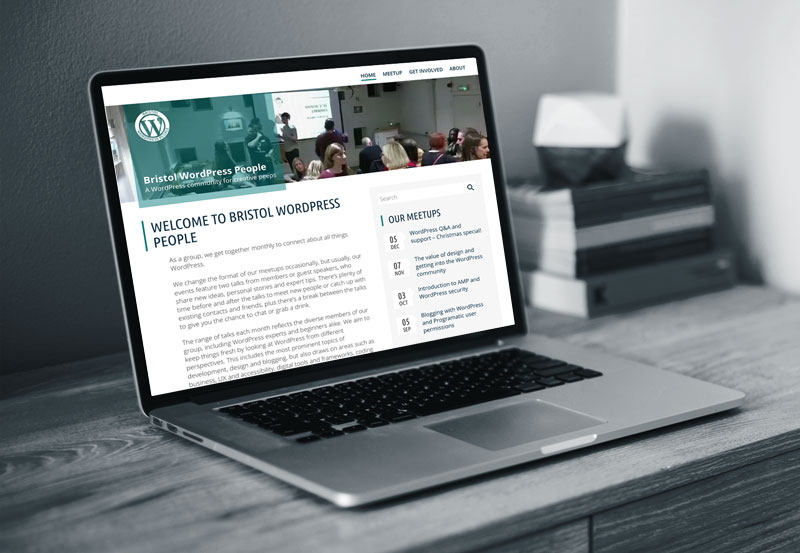 HOME MEETUP GET INVOLVED ABOUT
Bristol WordPress People
A WordPress community for creative peeps
WELCOME TO BRISTOL WORDPRESS
PEOPLE
As a group, we get together monthly to connect about all things
WordPress.
We change the format of our meetups occasionally, but usually, our
events feature two talks from members or guest speakers, who
share new ideas, personal stories and expert tips. There's plenty of
time before and after the talks to meet new people or catch up with
existing contacts and friends, plus there's a break between the talks
to give you the chance to chat or grab a drink.
The range of talks each month reflects the diverse members of our
group, including WordPress experts and beginners alike. We aim to
keep things fresh by looking at WordPress from different
perspectives. This includes the most prominent topics of
development, design and blogging, but also draws on areas such as
business, UX and accessibility, digital tools and frameworks, coding
Search
OUR MEETUPS
05
DEC
WordPress Q&A and
support – Christmas special!
07
NOV
The value of design and
getting into the WordPress
community
03
OCT
Introduction to AMP and
WordPress security
05
SEP
Blogging with WordPress
and Programatic user
permissions